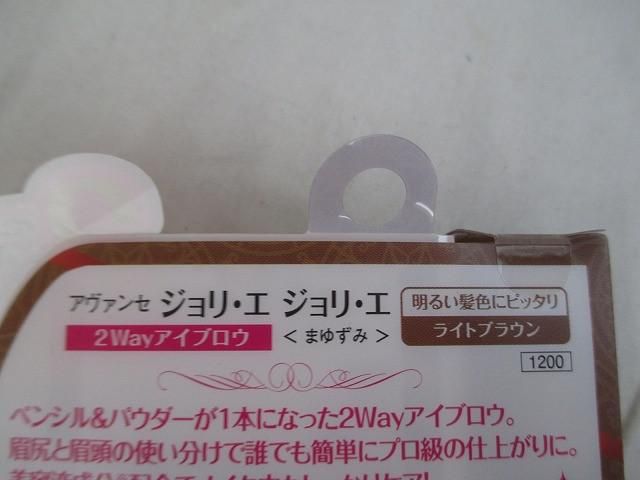 アヴァンセ ジョリ・エ ジョリ・エ
2Wayアイブロウ <まゆずみ>
明るい髪色にピッタリ
ライトブラウン
1200
ペンシル&パウダーが1本になった2Wayアイブロウ。
眉尻と眉頭の使い分けで誰でも簡単にプロ級の仕上がりに。